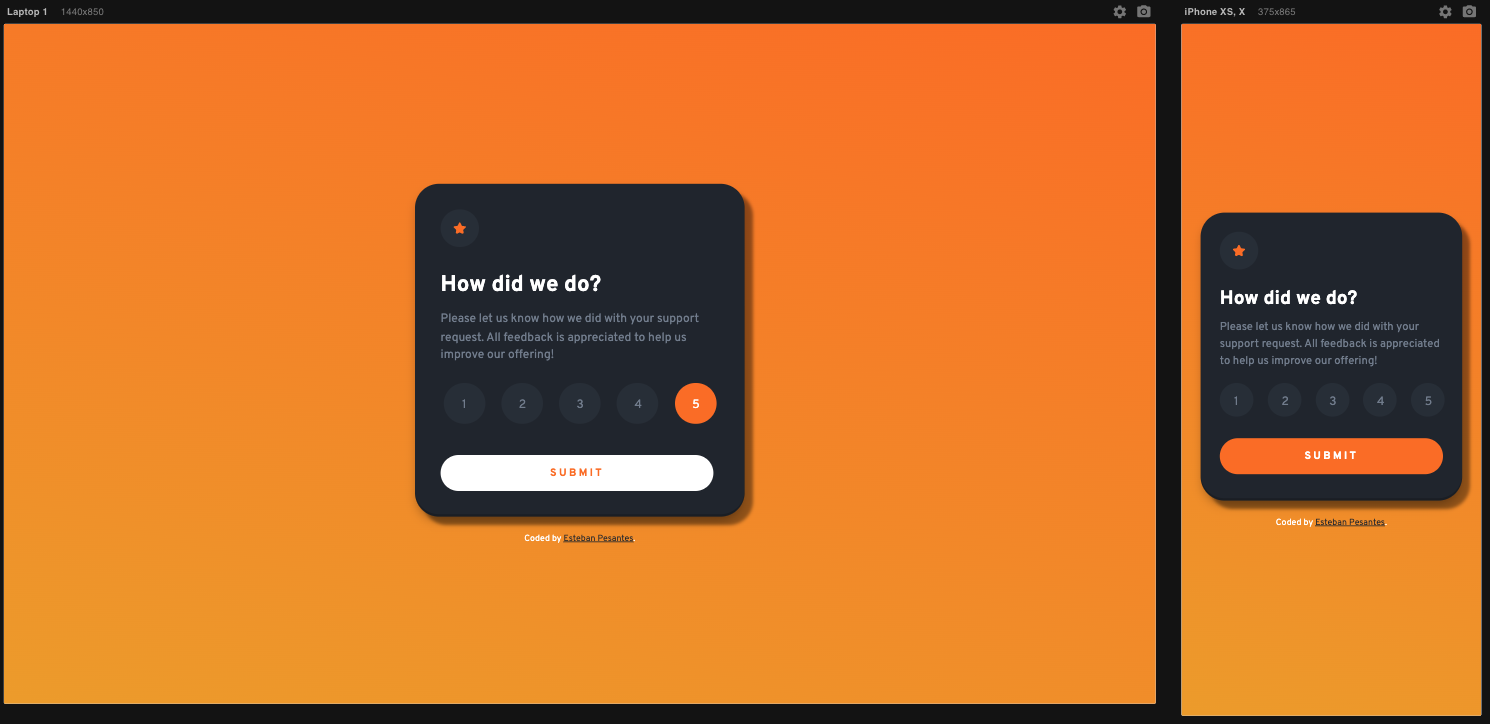 Laptop 1 1440x850
How did we do?
Please let us know how we did with your support
request. All feedback is appreciated to help us
improve our offering!
1 2 3 4 5
SUBMIT
Coded by Esteban Pesantes.
iPhone XS, X 375x865
How did we do?
Please let us know how we did with your
support request. All feedback is appreciated
to help us improve our offering!
1 2 3 4 5
SUBMIT
Coded by Esteban Pesantes.